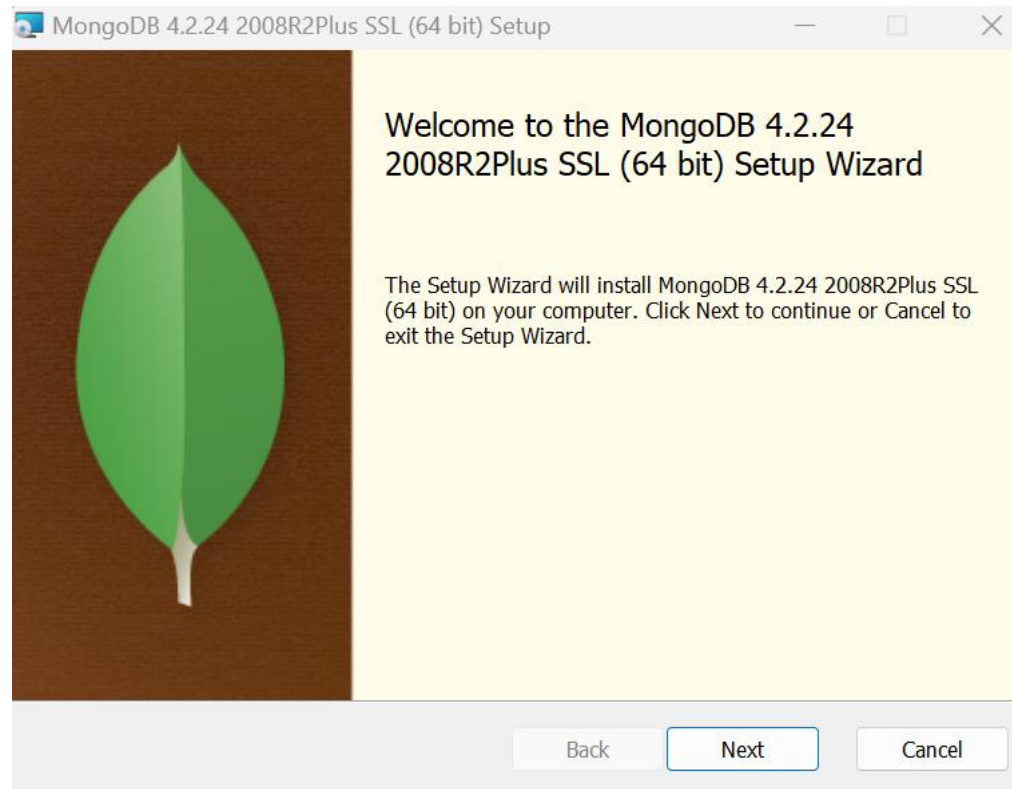 MongoDB 4.2.24 2008R2Plus SSL (64 bit) Setup
Welcome to the MongoDB 4.2.24
2008R2Plus SSL (64 bit) Setup Wizard
The Setup Wizard will install MongoDB 4.2.24 2008R2Plus SSL
(64 bit) on your computer. Click Next to continue or Cancel to
exit the Setup Wizard.
Back Next Cancel